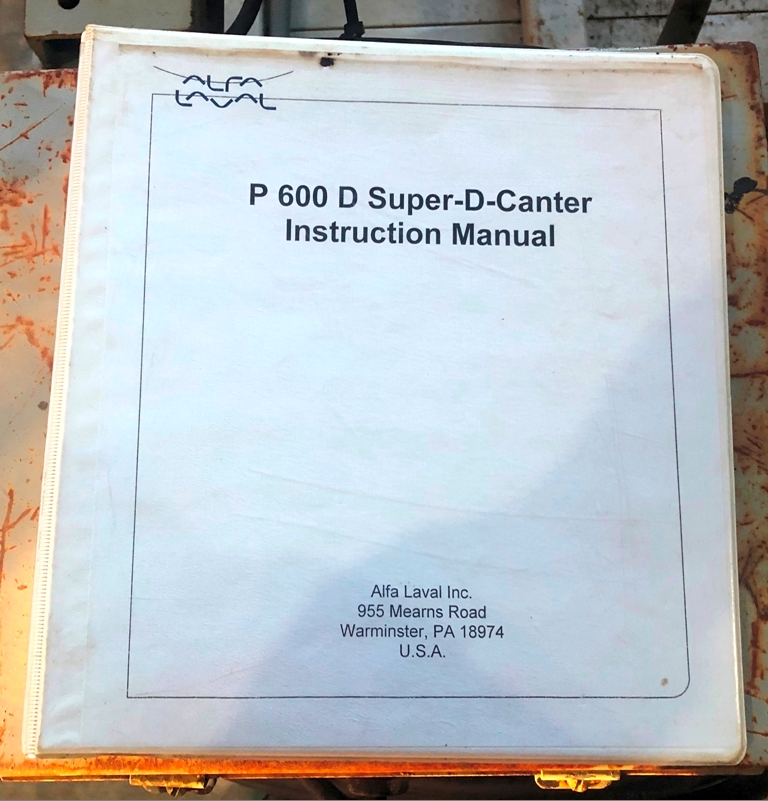 ALFA
LAVAL
P 600 D Super-D-Canter
Instruction Manual
Alfa Laval Inc.
955 Mearns Road
Warminster, PA 18974
U.S.A.